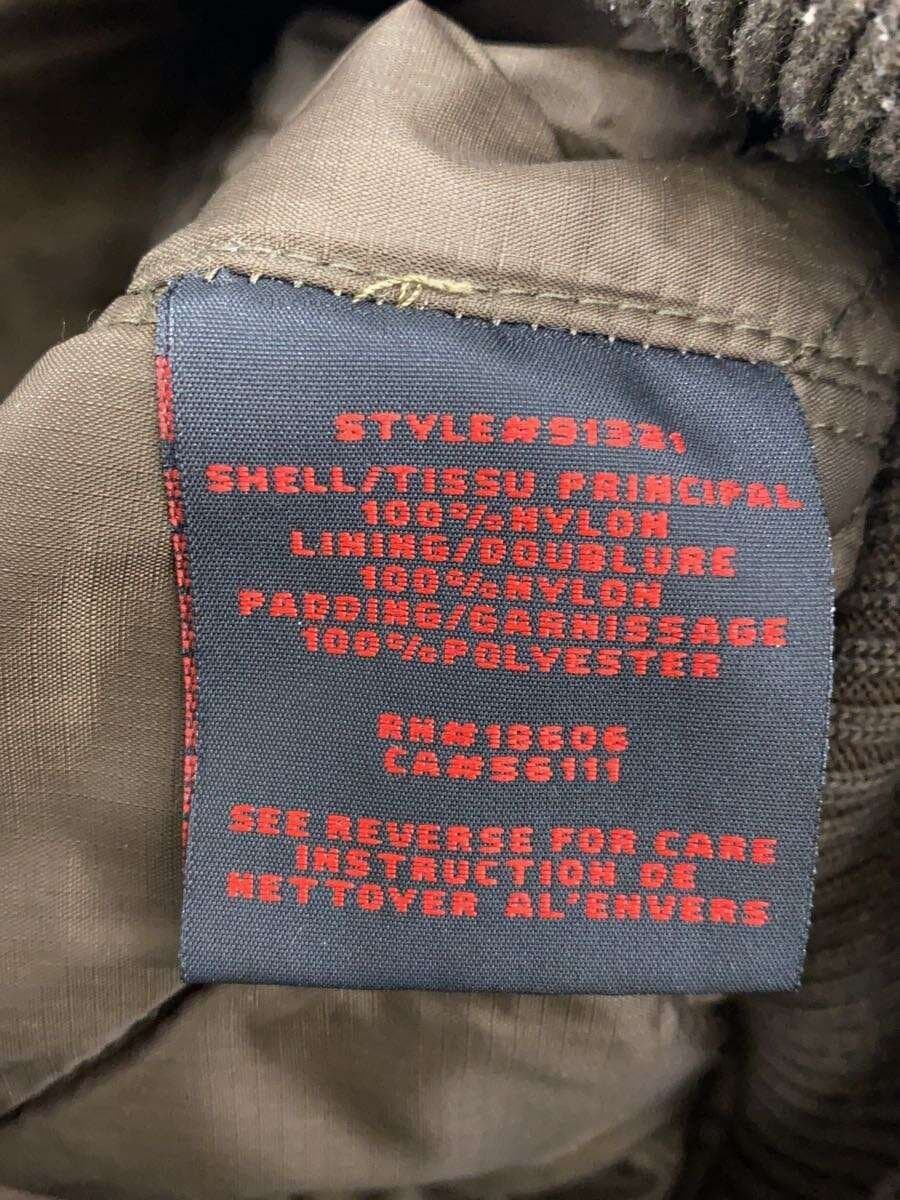 STYLE#91321
SHELL/TISSU PRINCIPAL
100%NYLON
LINING/DOUBLURE
100%NYLON
PADDING/GARNISSAGE
100%POLYESTER
RN#18606
CA#56111
SEE REVERSE FOR CARE
INSTRUCTION DE
NETTOVER AL'ENVERS